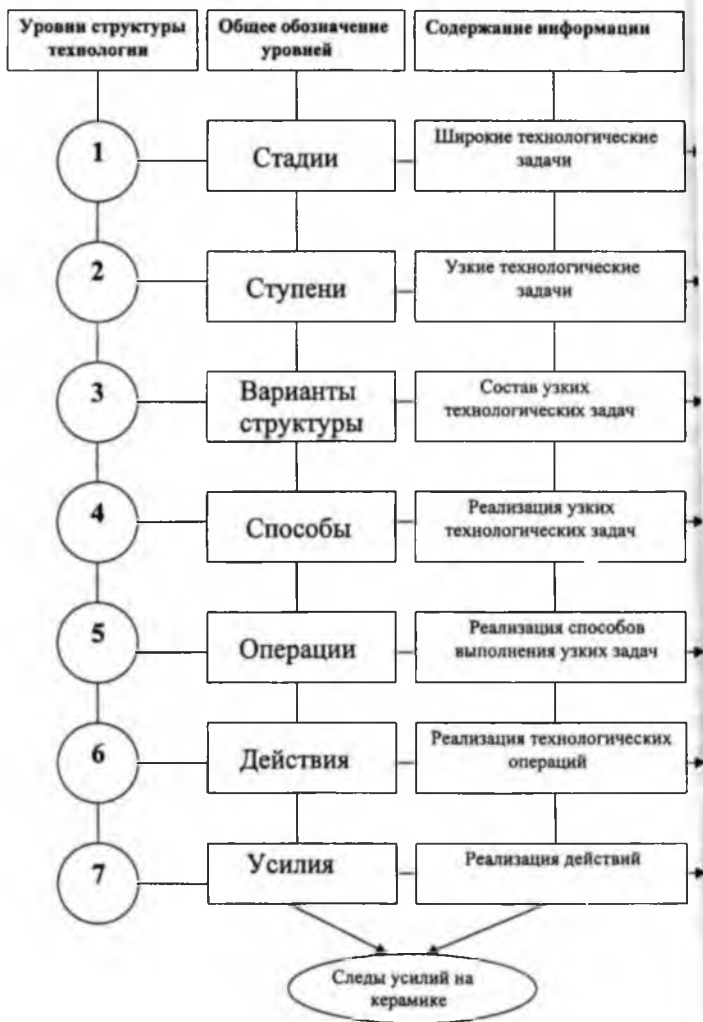 Уровни структуры
технологии
Общее обозначение
уровней
Содержание информации
1
Стадии
Широкие технологические
задачи
2
Ступени
Узкие технологические
задачи
3
Варианты
структуры
Состав узких
технологических задач
4
Способы
Реализация узких
технологических задач
5
Операции
Реализация способов
выполнения узких задач
6
Действия
Реализация технологических
операций
7
Усилия
Реализация действий
Следы усилий на
керамике